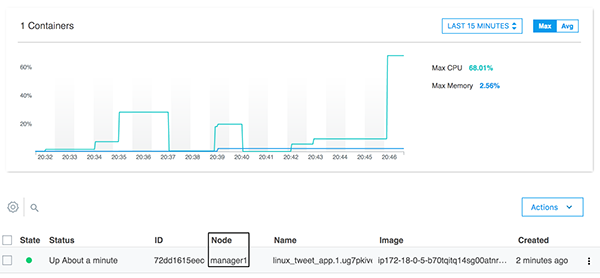 1 Containers
LAST 15 MINUTES
Max Avg
60%
40%
20%
Max CPU 68.01%
Max Memory 2.56%
20:32 20:33 20:34 20:35 20:36 20:37 20:39 20:40 20:41 20:42 20:43 20:44 20:45 20:46
Actions
State Status ID Node Name Image Created
Up About a minute 72dd1615eec manager1 linux_tweet_app.1.ug7pkivo ip172-18-0-5-b70tqitq14sg00atnr... 2 minutes ago